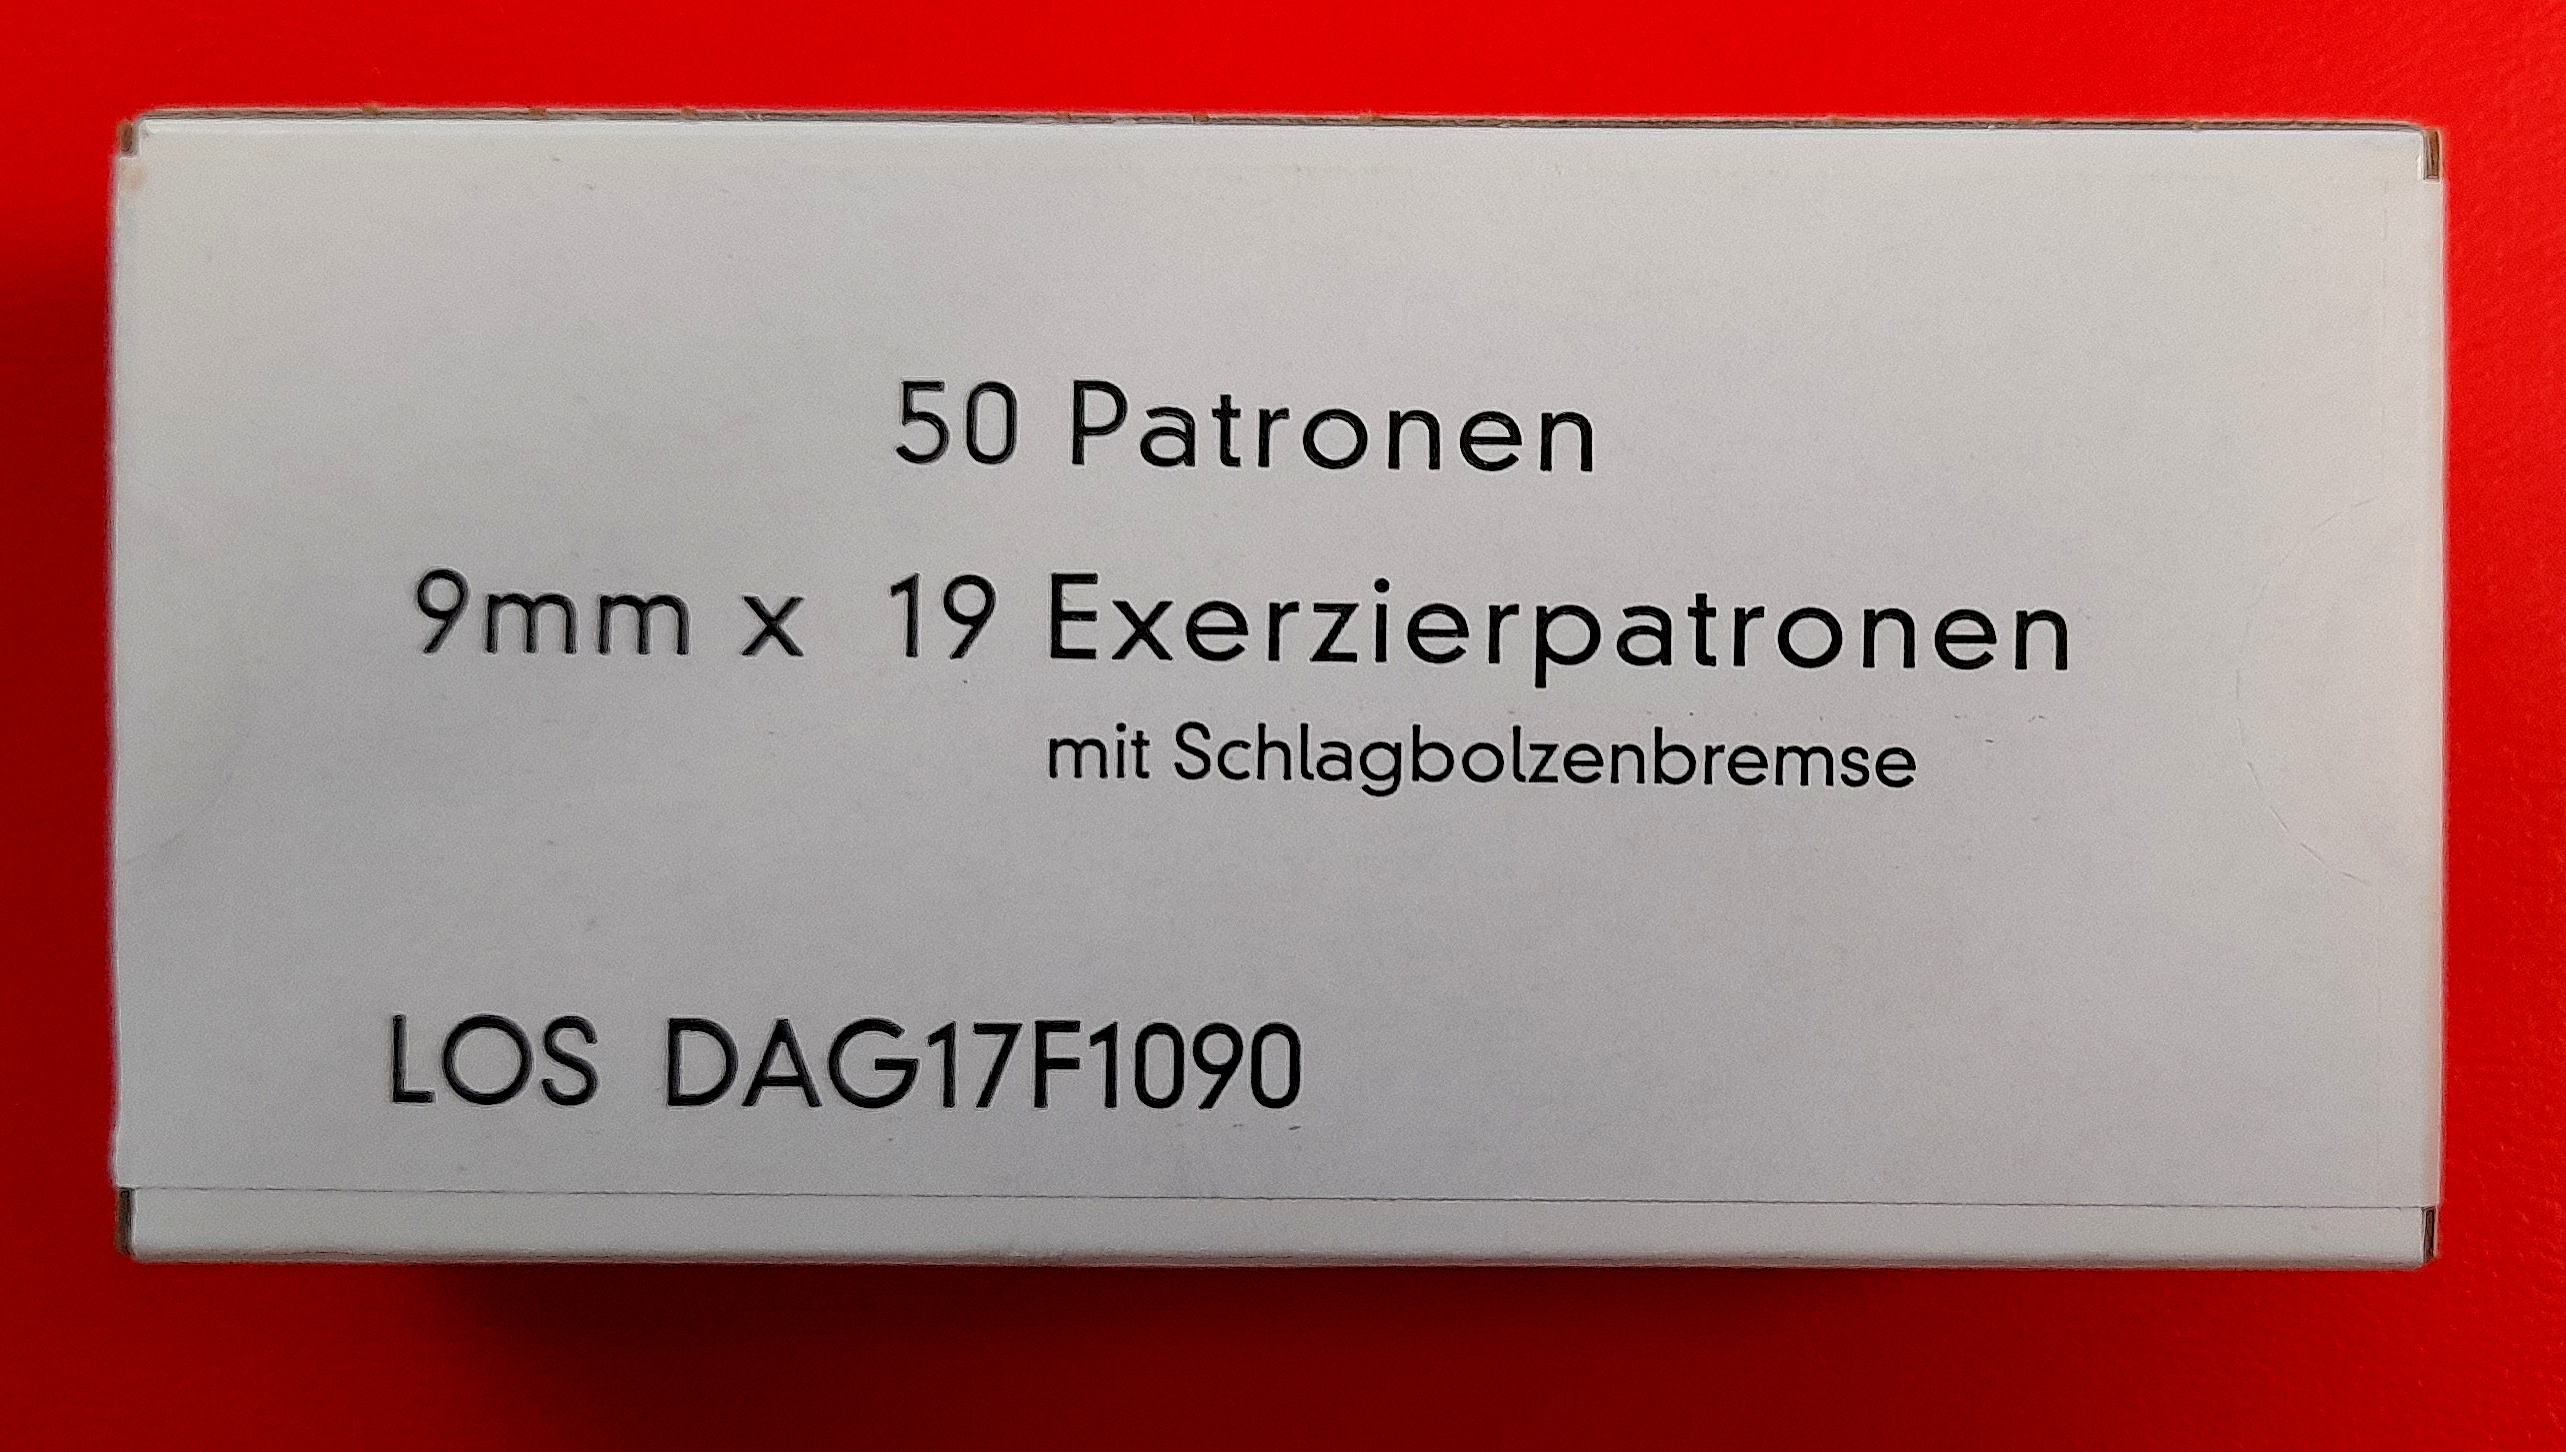 50 Patronen
9mm x 19 Exerzierpatronen
mit Schlagbolzenbremse
LOS DAG17F1090